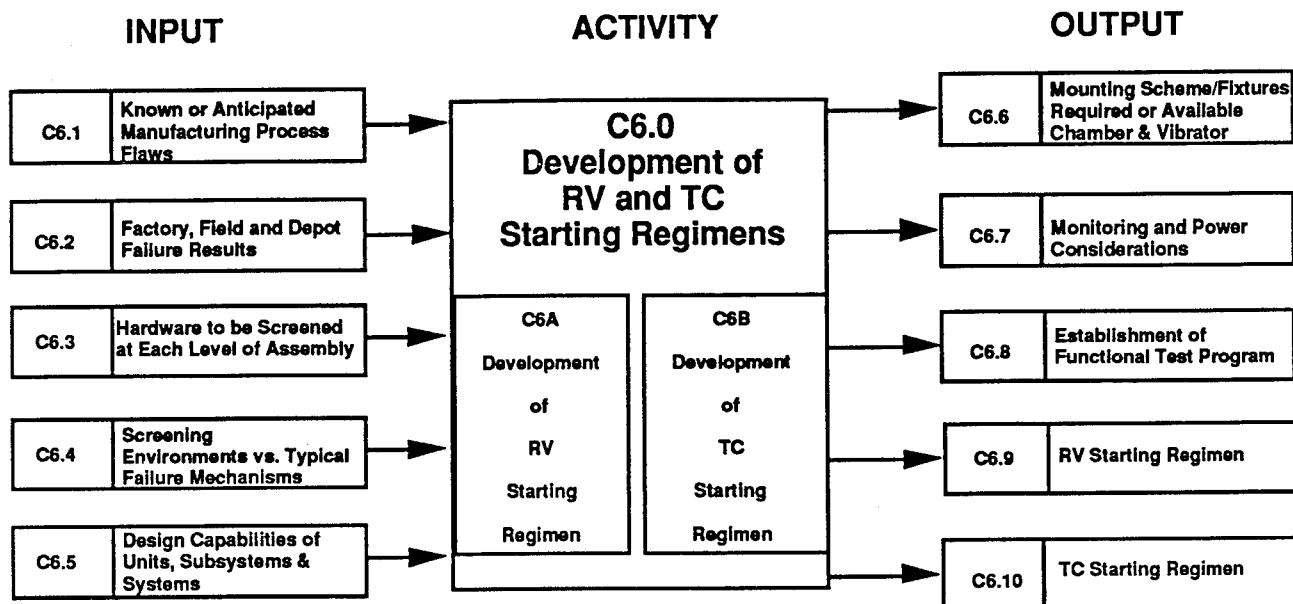 INPUT
ACTIVITY
OUTPUT
C6.1
Known or Anticipated
Manufacturing Process
Flaws
C6.2
Factory, Field and Depot
Failure Results
C6.3
Hardware to be Screened
at Each Level of Assembly
C6.4
Screening
Environments vs. Typical
Failure Mechanisms
C6.5
Design Capabilities of
Units, Subsystems &
Systems
C6.0
Development of
RV and TC
Starting Regimens
C6A
Development
of
RV
Starting
Regimen
C6B
Development
of
TC
Starting
Regimen
C6.6
Mounting Scheme/Fixtures
Required or Available
Chamber & Vibrator
C6.7
Monitoring and Power
Considerations
C6.8
Establishment of
Functional Test Program
C6.9
RV Starting Regimen
C6.10
TC Starting Regimen